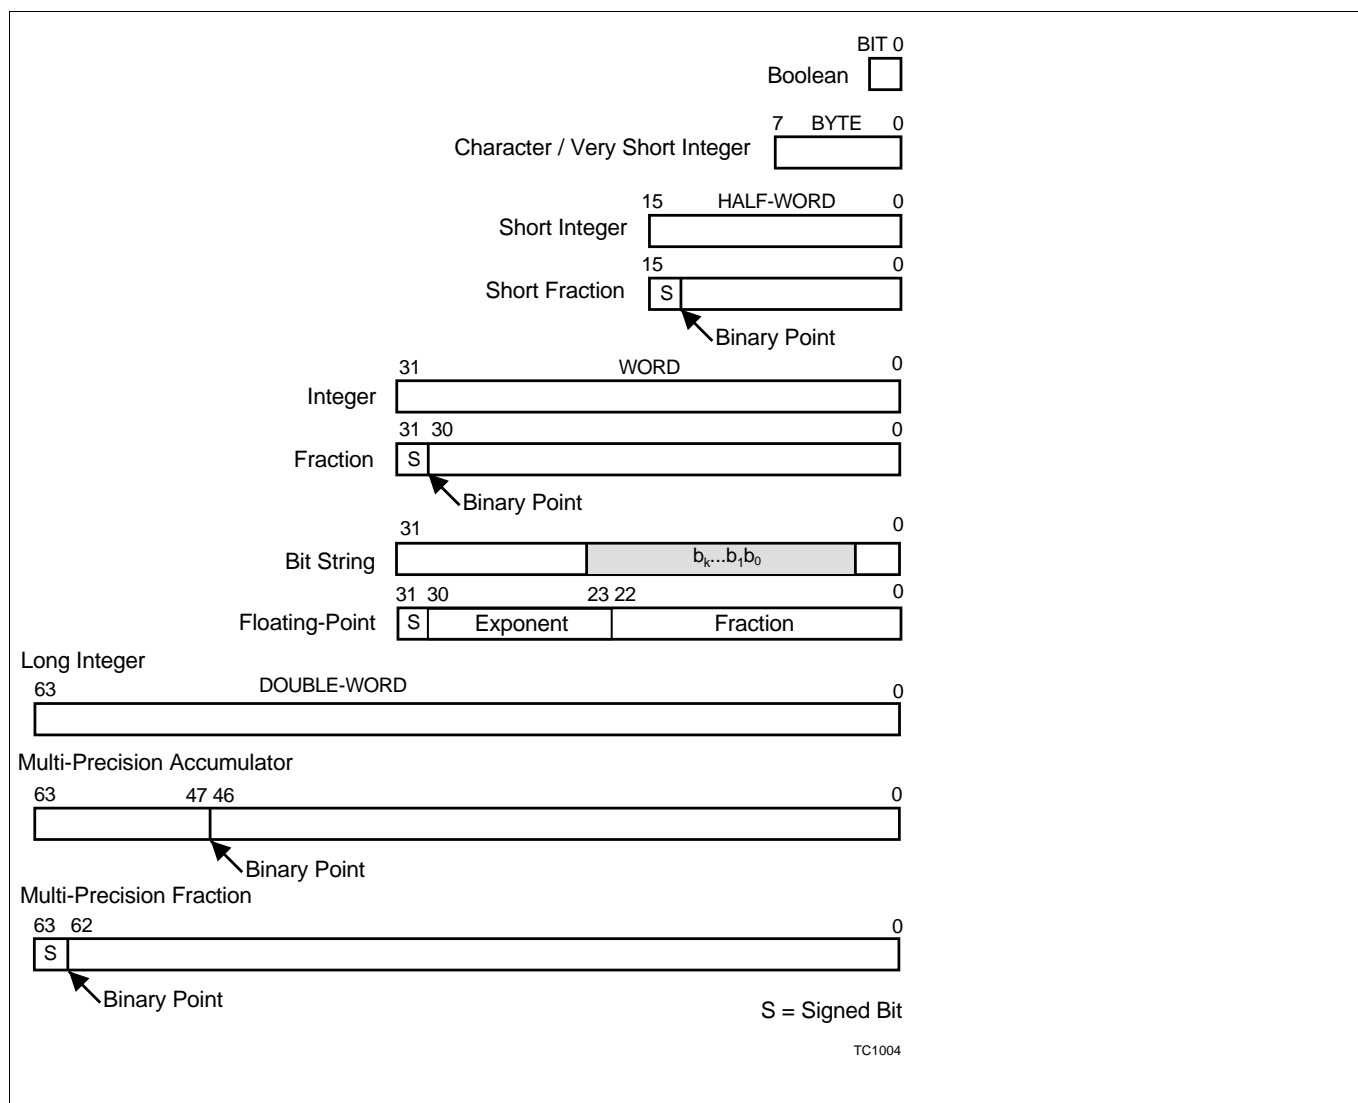 BIT 0
Boolean
7 BYTE 0
Character / Very Short Integer
15 HALF-WORD 0
Short Integer
15 0
Short Fraction S
Binary Point
31 WORD 0
Integer
31 30 0
Fraction S
Binary Point
31 0
Bit String bk...b1b0
31 30 23 22 0
Floating-Point S Exponent Fraction
Long Integer
63 DOUBLE-WORD 0
Multi-Precision Accumulator
63 47 46 0
Binary Point
Multi-Precision Fraction
63 62 0
S
Binary Point
S = Signed Bit
TC1004